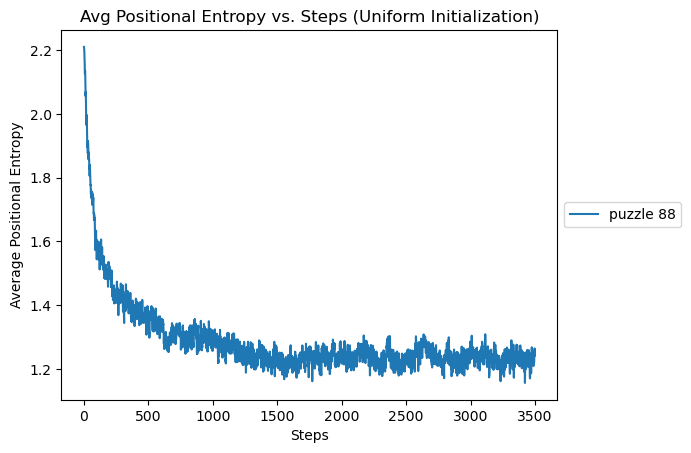 Avg Positional Entropy vs. Steps (Uniform Initialization)
2.2
2.0
1.8
1.6
1.4
1.2
Average Positional Entropy
0 500 1000 1500 2000 2500 3000 3500
Steps
puzzle 88